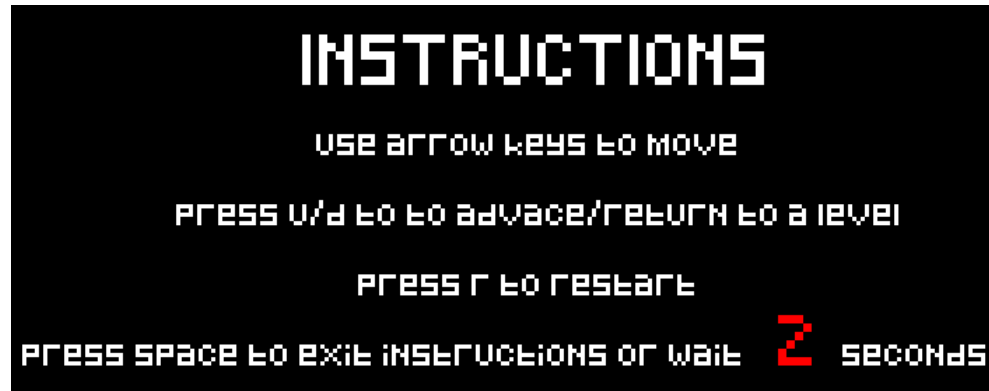 INSTRUCTIONS
Use arrow keys to move
Press u/d to to advace/return to a level
Press r to restart
Press space to exit instructions or wait 2 seconds